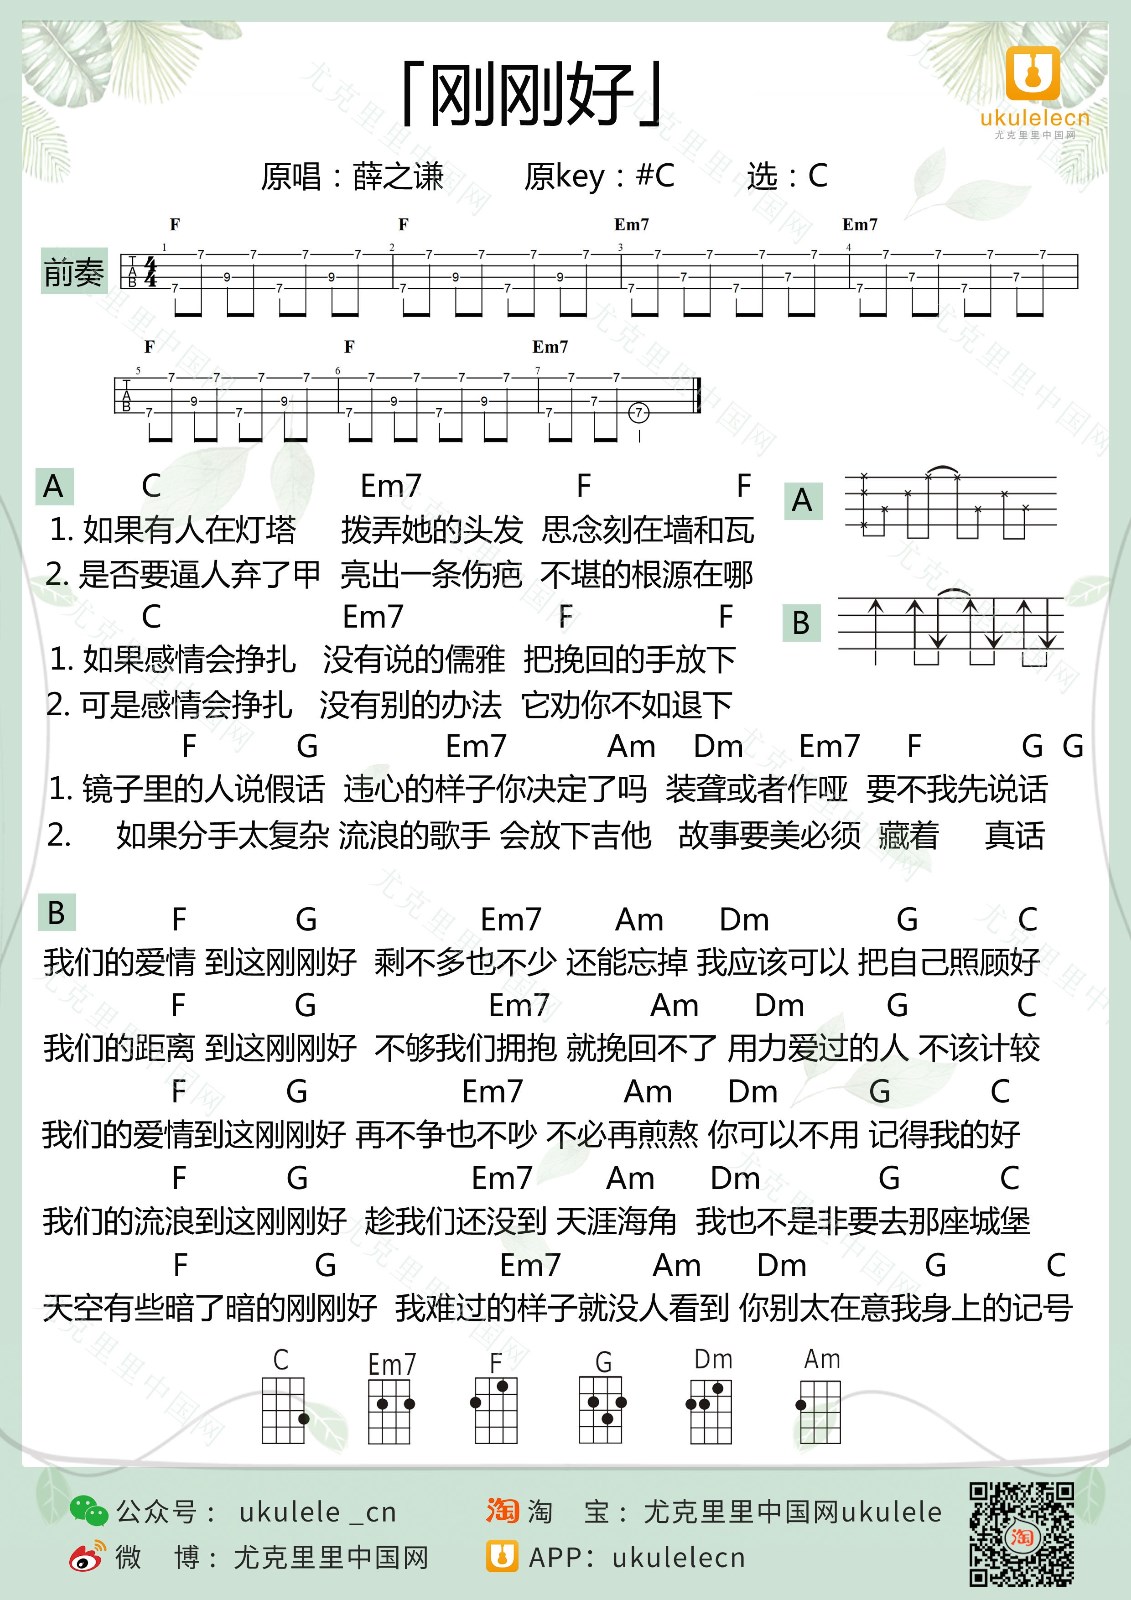 「刚刚好」
ukulelecn
尤克里里中国网
原唱：薛之谦 原key：#C 选：C
F F Em7 Em7
前奏
1 2 3 4
T A B 4 4 7 7 9 7 7 7 9 7 7 7 9 7 7 7 9 7 7 7 7 7 7 7 7 7 7 7 7 7 7 7 7 7
F F Em7
5 6 7
T A B 7 7 9 7 7 7 9 7 7 7 9 7 7 7 9 7 7 7 7 7 7
A C Em7 F F
1. 如果有人在灯塔 拨弄她的头发 思念刻在墙和瓦
2. 是否要逼人弃了甲 亮出一条伤疤 不堪的根源在哪
C Em7 F F
1. 如果感情会挣扎 没有说的儒雅 把挽回的手放下
2. 可是感情会挣扎 没有别的办法 它劝你不如退下
A
B
F G Em7 Am Dm Em7 F G G
1. 镜子里的人说假话 违心的样子你决定了吗 装聋或者作哑 要不我先说话
2. 如果分手太复杂 流浪的歌手 会放下吉他 故事要美必须 藏着 真话
B F G Em7 Am Dm G C
我们的爱情 到这刚刚好 剩不多也不少 还能忘掉 我应该可以 把自己照顾好
F G Em7 Am Dm G C
我们的距离 到这刚刚好 不够我们拥抱 就挽回不了 用力爱过的人 不该计较
F G Em7 Am Dm G C
我们的爱情到这刚刚好 再不争也不吵 不必再煎熬 你可以不用 记得我的好
F G Em7 Am Dm G C
我们的流浪到这刚刚好 趁我们还没到 天涯海角 我也不是非要去那座城堡
F G Em7 Am Dm G C
天空有些暗了暗的刚刚好 我难过的样子就没人看到 你别太在意我身上的记号
C Em7 F G Dm Am
公众号： ukulele _cn
淘 淘 宝：尤克里里中国网ukulele
微 博：尤克里里中国网
APP：ukulelecn
淘